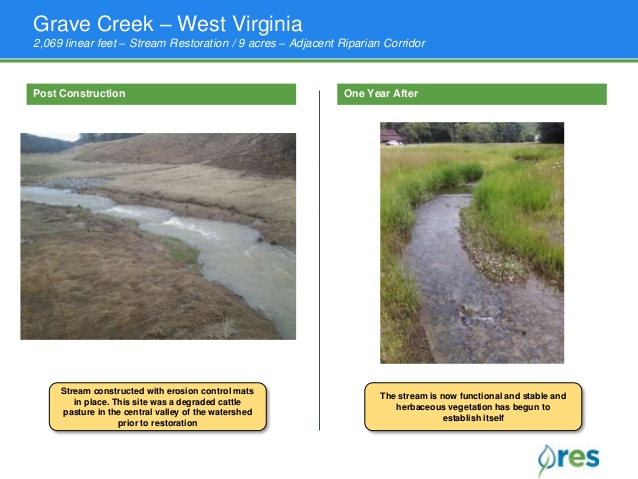 Grave Creek – West Virginia
2,069 linear feet – Stream Restoration / 9 acres – Adjacent Riparian Corridor
Post Construction
One Year After
Stream constructed with erosion control mats
in place. This site was a degraded cattle
pasture in the central valley of the watershed
prior to restoration
The stream is now functional and stable and
herbaceous vegetation has begun to
establish itself
res